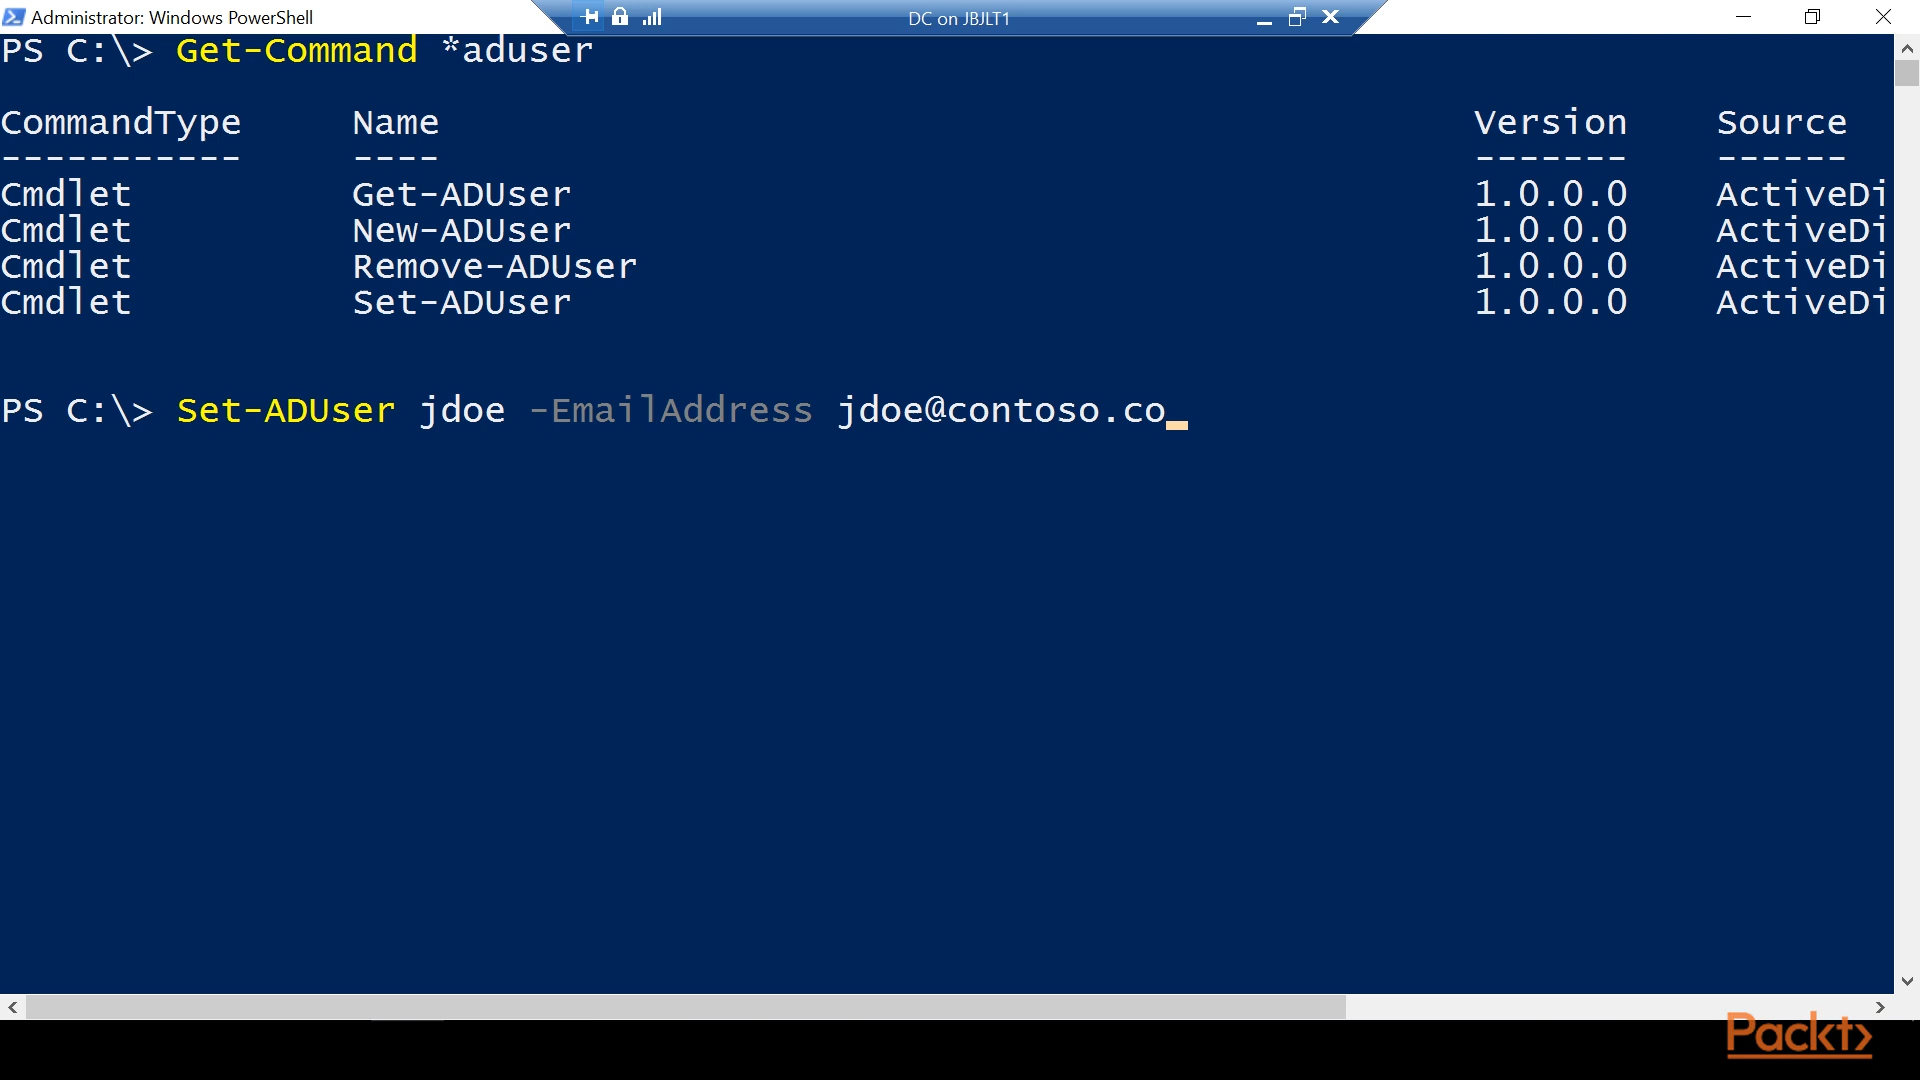 Administrator: Windows PowerShell
DC on JBJLT1
PS C:\> Get-Command *aduser
CommandType Name Version Source
----------- ---- ------- ------
Cmdlet Get-ADUser 1.0.0.0 ActiveDi
Cmdlet New-ADUser 1.0.0.0 ActiveDi
Cmdlet Remove-ADUser 1.0.0.0 ActiveDi
Cmdlet Set-ADUser 1.0.0.0 ActiveDi
PS C:\> Set-ADUser jdoe -EmailAddress jdoe@contoso.co_
Packt>